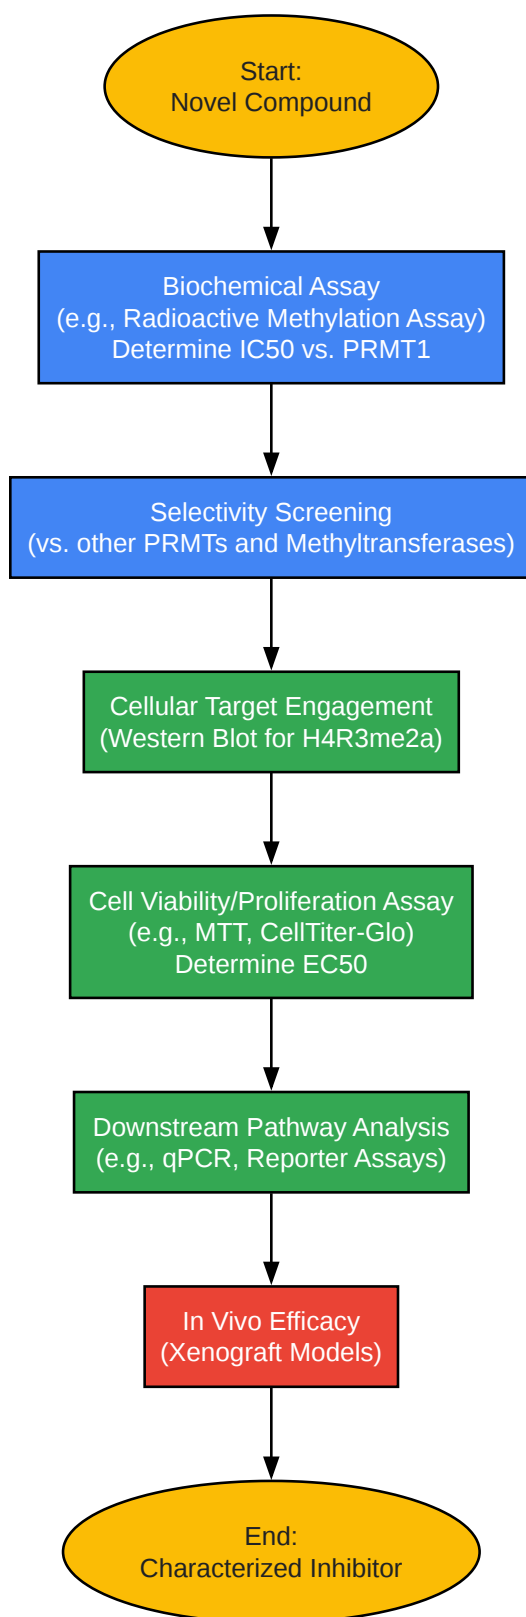 Start:
Novel Compound
Biochemical Assay
(e.g., Radioactive Methylation Assay)
Determine IC50 vs. PRMT1
Selectivity Screening
(vs. other PRMTs and Methyltransferases)
Cellular Target Engagement
(Western Blot for H4R3me2a)
Cell Viability/Proliferation Assay
(e.g., MTT, CellTiter-Glo)
Determine EC50
Downstream Pathway Analysis
(e.g., qPCR, Reporter Assays)
In Vivo Efficacy
(Xenograft Models)
End:
Characterized Inhibitor